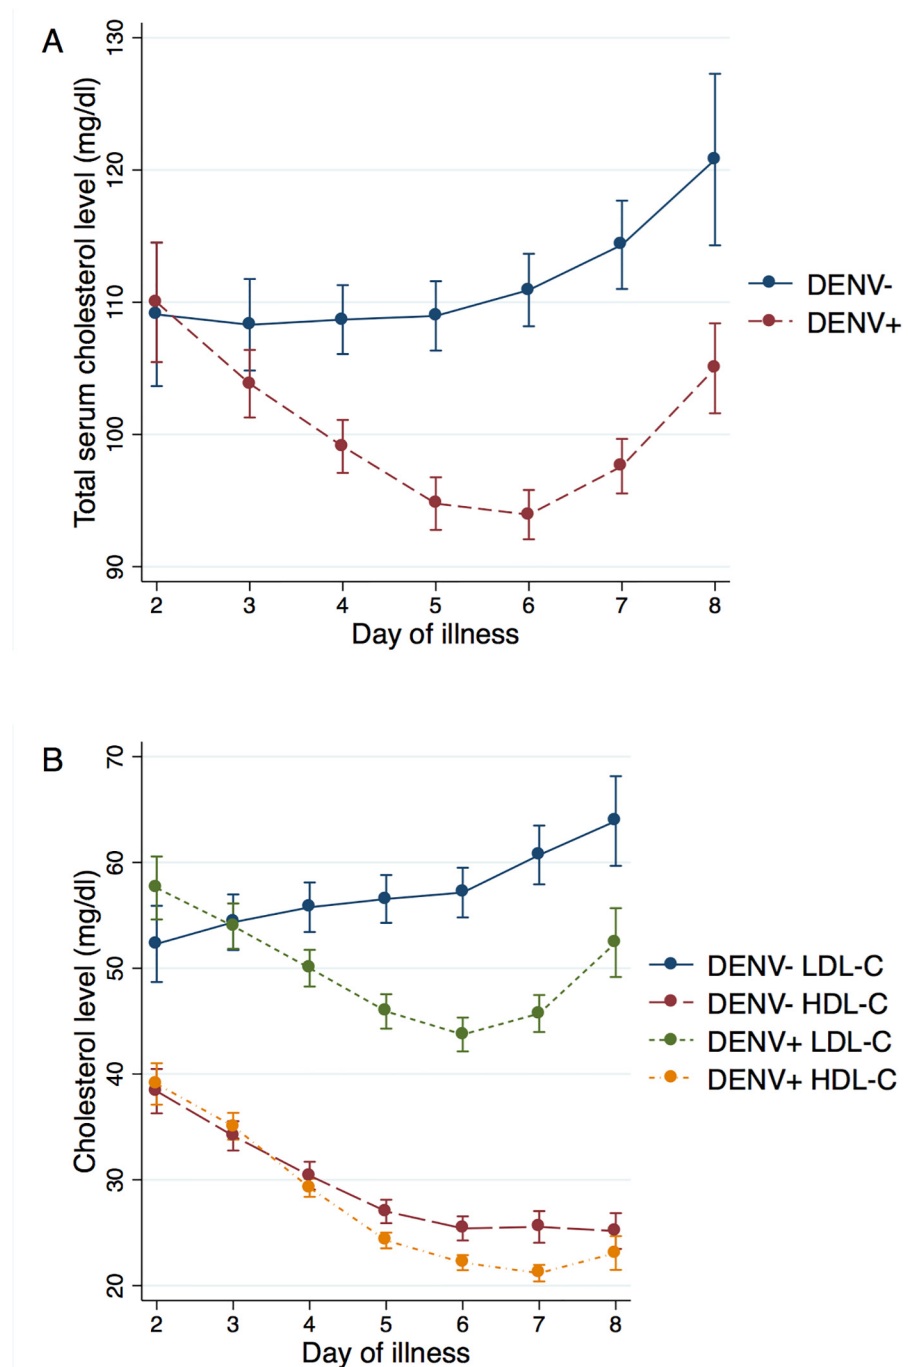 A
Total serum cholesterol level (mg/dl)
130
120
110
100
90
2 3 4 5 6 7 8
Day of illness
DENV-
DENV+
B
Cholesterol level (mg/dl)
70
60
50
40
30
20
2 3 4 5 6 7 8
Day of illness
DENV- LDL-C
DENV- HDL-C
DENV+ LDL-C
DENV+ HDL-C